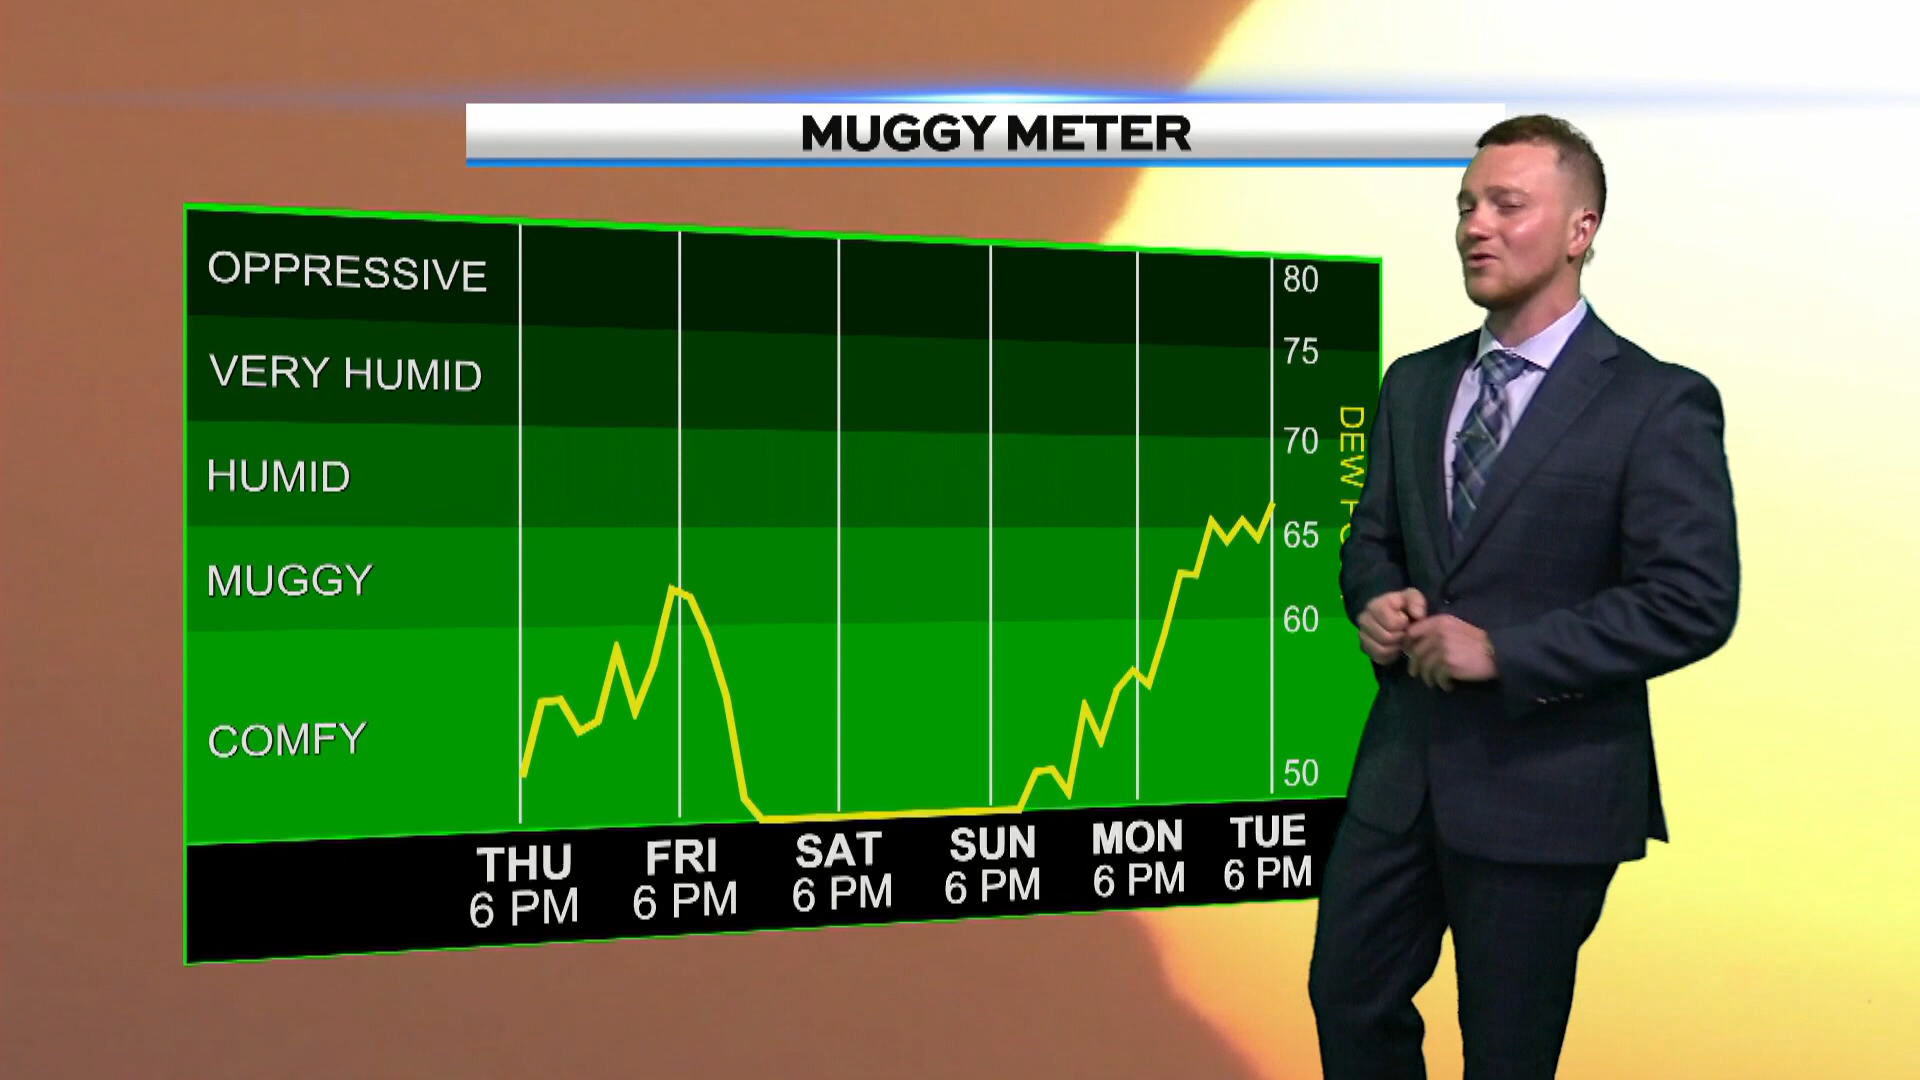 MUGGY METER
OPPRESSIVE
VERY HUMID
HUMID
MUGGY
COMFY
80
75
70
65
60
50
DEW
THU
6 PM
FRI
6 PM
SAT
6 PM
SUN
6 PM
MON
6 PM
TUE
6 PM